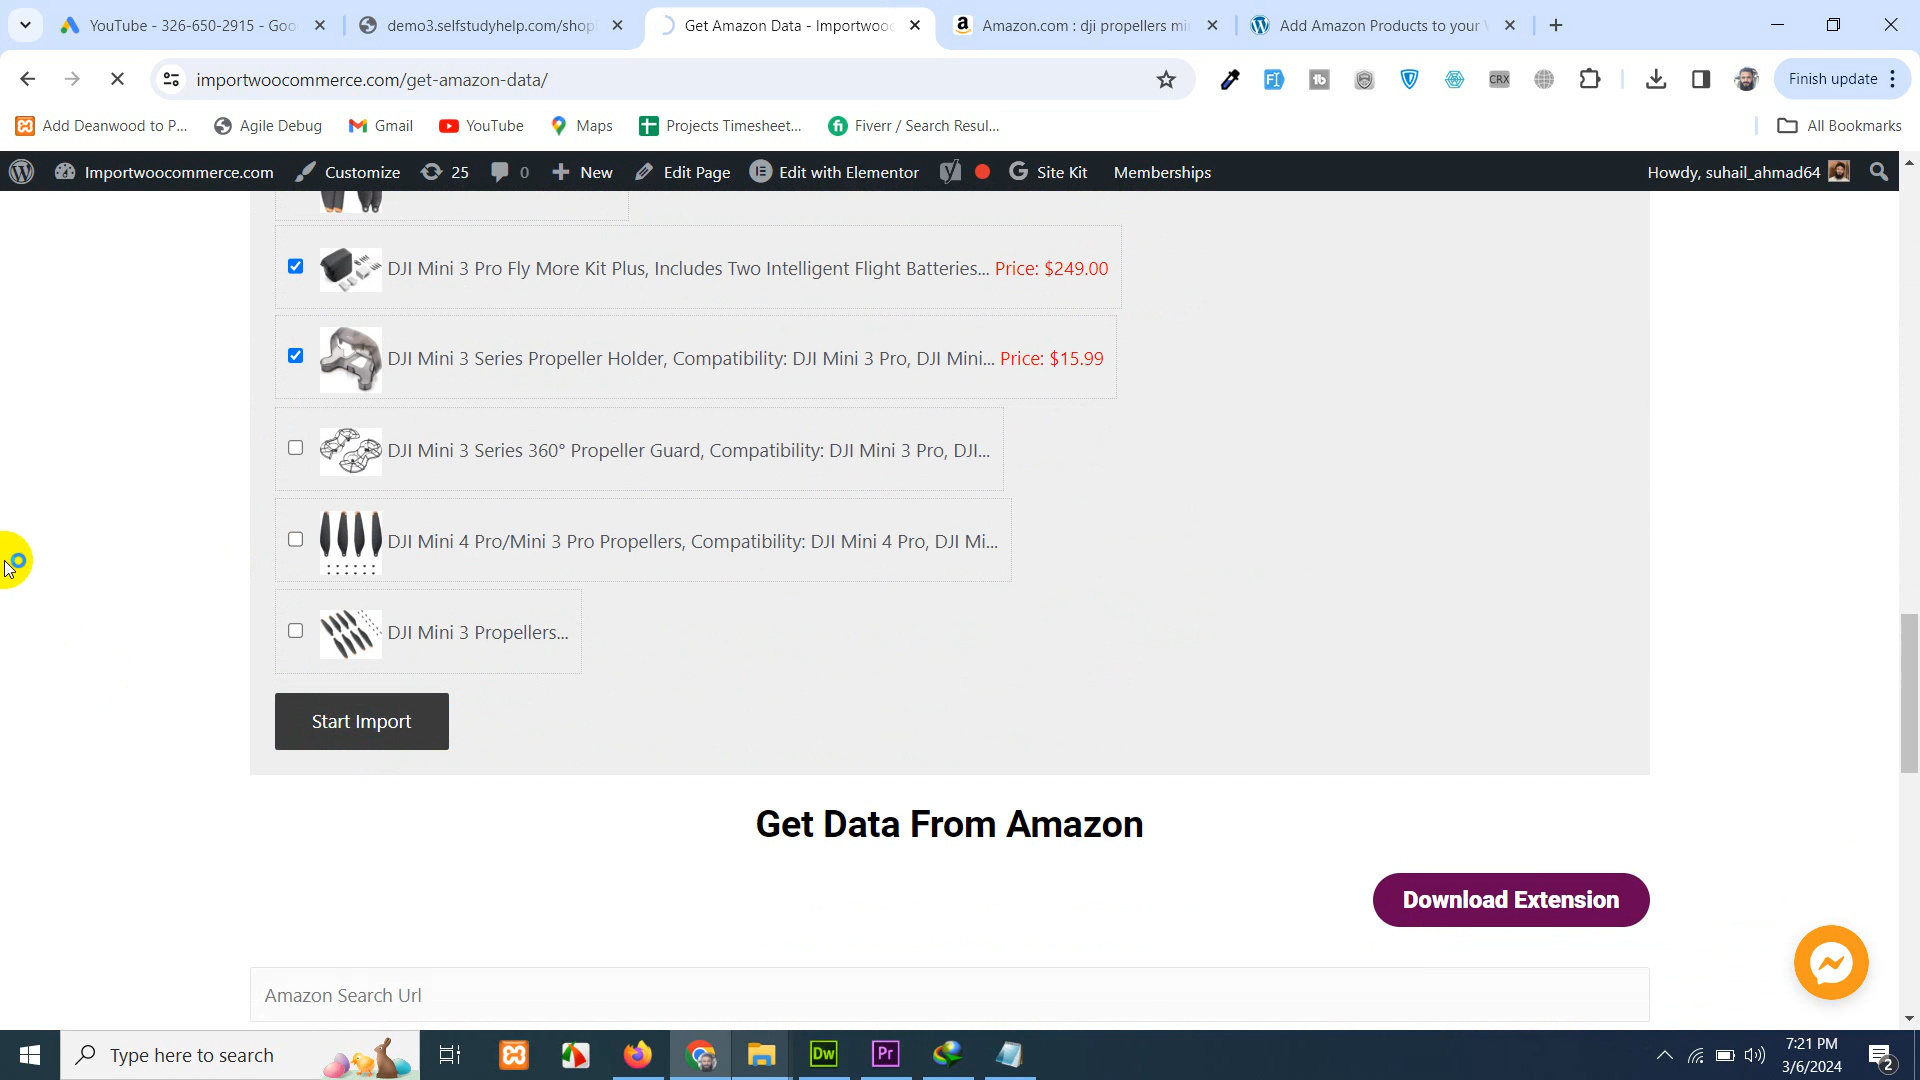 YouTube - 326-650-2915 - Goo
demo3.selfstudyhelp.com/shop
Get Amazon Data - Importwooc
Amazon.com : dji propellers mi
Add Amazon Products to your
importwoocommerce.com/get-amazon-data/
Finish update
Add Deanwood to P...
Agile Debug
Gmail
YouTube
Maps
Projects Timesheet...
Fiverr / Search Resul...
All Bookmarks
Importwoocommerce.com
Customize
25
0
New
Edit Page
Edit with Elementor
Site Kit
Memberships
Howdy, suhail_ahmad64
DJI Mini 3 Pro Fly More Kit Plus, Includes Two Intelligent Flight Batteries... Price: $249.00
DJI Mini 3 Series Propeller Holder, Compatibility: DJI Mini 3 Pro, DJI Mini... Price: $15.99
DJI Mini 3 Series 360° Propeller Guard, Compatibility: DJI Mini 3 Pro, DJI...
DJI Mini 4 Pro/Mini 3 Pro Propellers, Compatibility: DJI Mini 4 Pro, DJI Mi...
DJI Mini 3 Propellers...
Start Import
Get Data From Amazon
Download Extension
Amazon Search Url
Type here to search
Dw
Pr
7:21 PM
3/6/2024
2